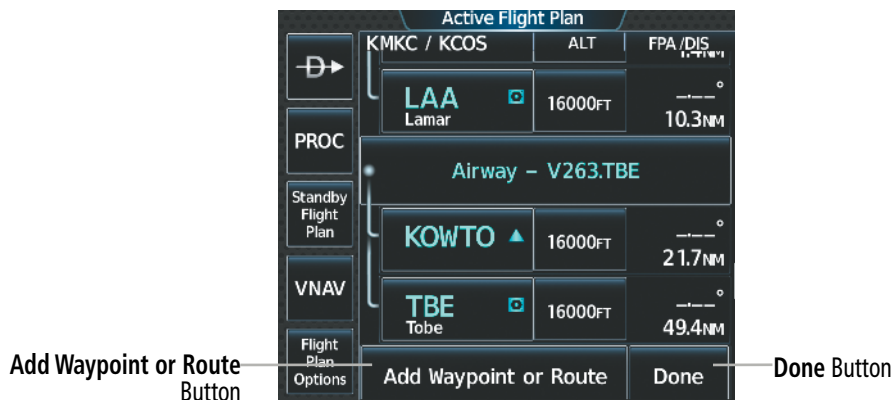 Active Flight Plan
KMKC / KCOS ALT FPA/DIS
D
LAA 16000FT _ _._ _°
Lamar 10.3NM
PROC
Airway – V263.TBE
Standby
Flight
Plan
KOWTO 16000FT _ _._ _°
21.7NM
VNAV
TBE 16000FT _ _._ _°
Tobe 49.4NM
Flight
Plan
Options
Add Waypoint or Route Done
Add Waypoint or Route
Button
Done Button